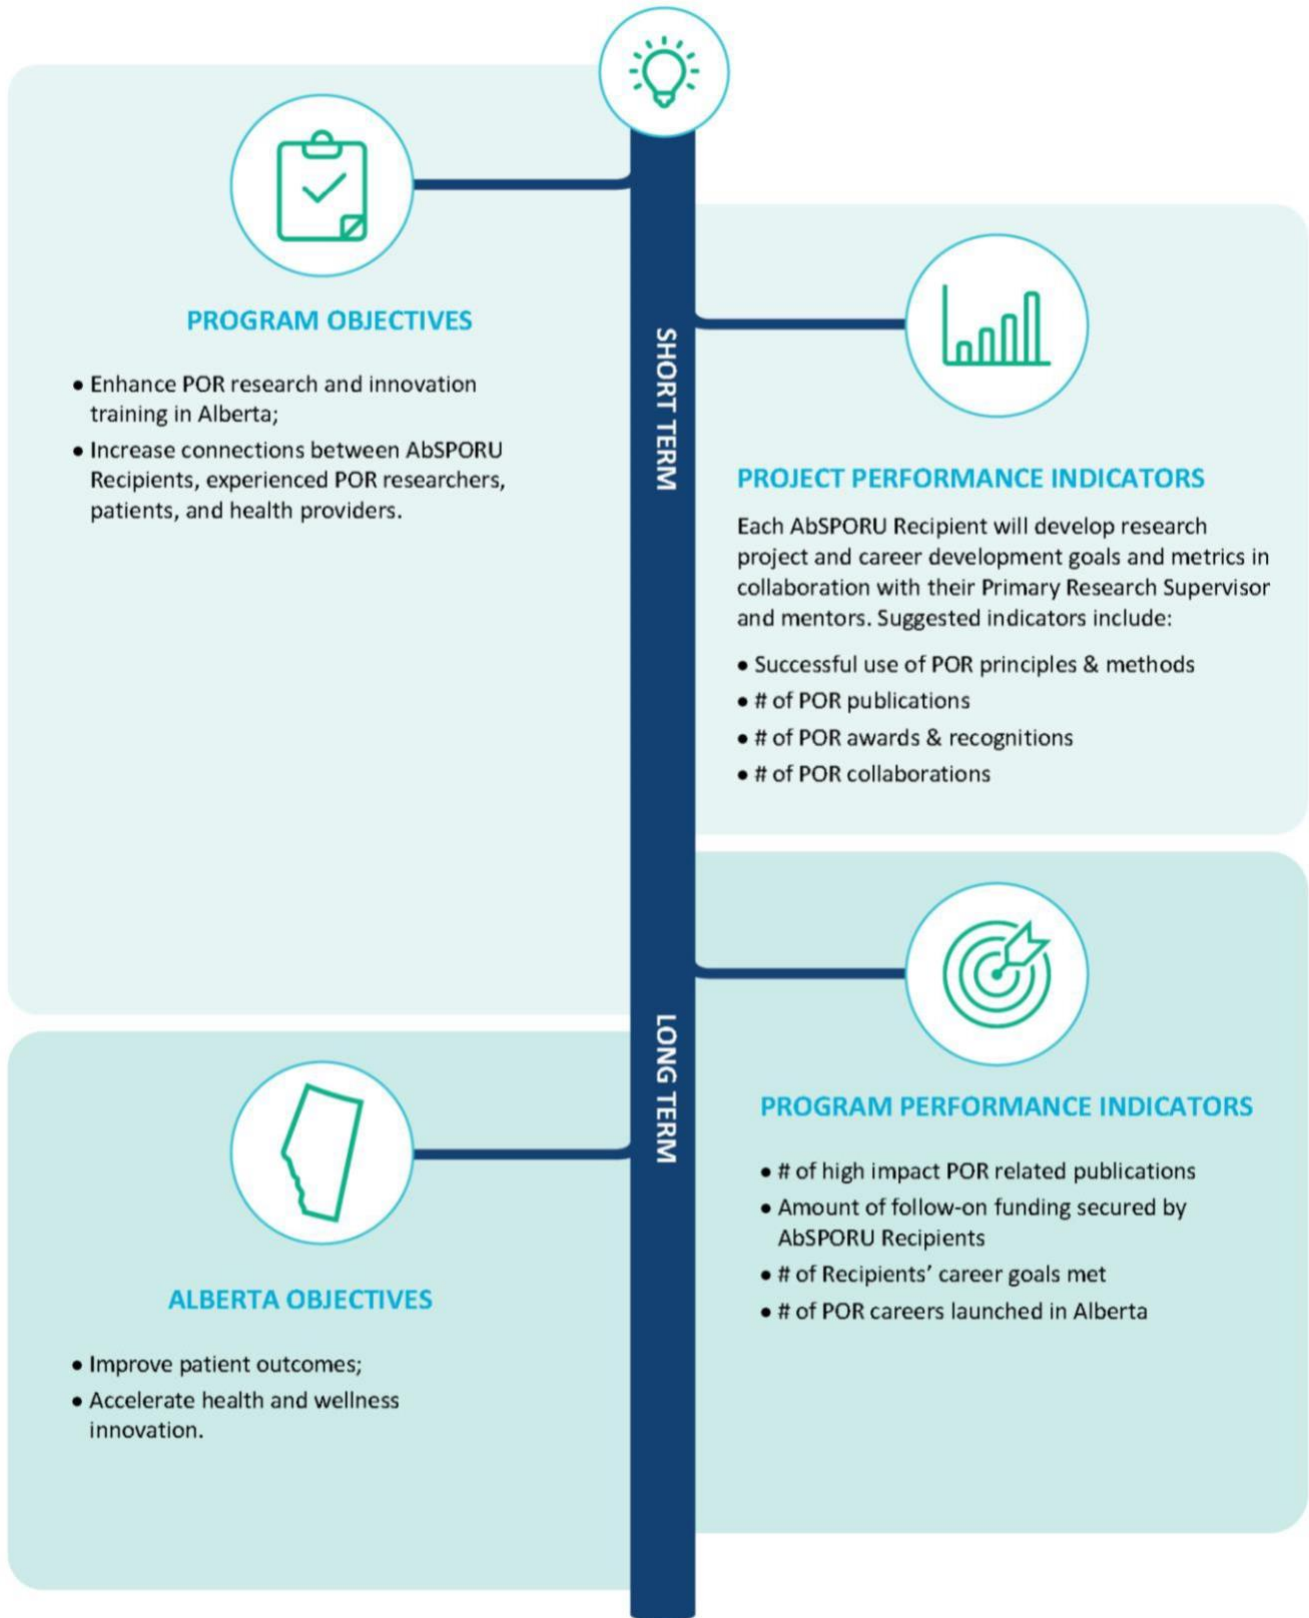 PROGRAM OBJECTIVES
• Enhance POR research and innovation
training in Alberta;
• Increase connections between AbSPORU
Recipients, experienced POR researchers,
patients, and health providers.
SHORT TERM
PROJECT PERFORMANCE INDICATORS
Each AbSPORU Recipient will develop research
project and career development goals and metrics in
collaboration with their Primary Research Supervisor
and mentors. Suggested indicators include:
• Successful use of POR principles & methods
• # of POR publications
• # of POR awards & recognitions
• # of POR collaborations
LONG TERM
PROGRAM PERFORMANCE INDICATORS
• # of high impact POR related publications
• Amount of follow-on funding secured by
AbSPORU Recipients
• # of Recipients’ career goals met
• # of POR careers launched in Alberta
ALBERTA OBJECTIVES
• Improve patient outcomes;
• Accelerate health and wellness
innovation.